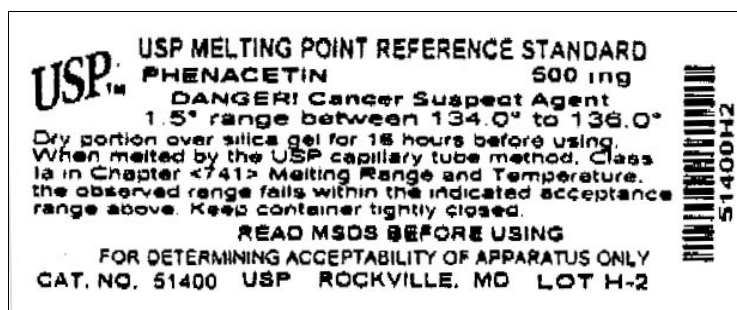 USP™
USP MELTING POINT REFERENCE STANDARD
PHENACETIN 500 mg
DANGER! Cancer Suspect Agent
1.5° range between 134.0° to 136.0°
Dry portion over silica gel for 16 hours before using.
When melted by the USP capillary tube method, Class
Ia in Chapter <741> Melting Range and Temperature,
the observed range falls within the indicated acceptance
range above. Keep container tightly closed.
READ MSDS BEFORE USING
FOR DETERMINING ACCEPTABILITY OF APPARATUS ONLY
CAT. NO. 51400 USP ROCKVILLE, MD LOT H-2
51400H2